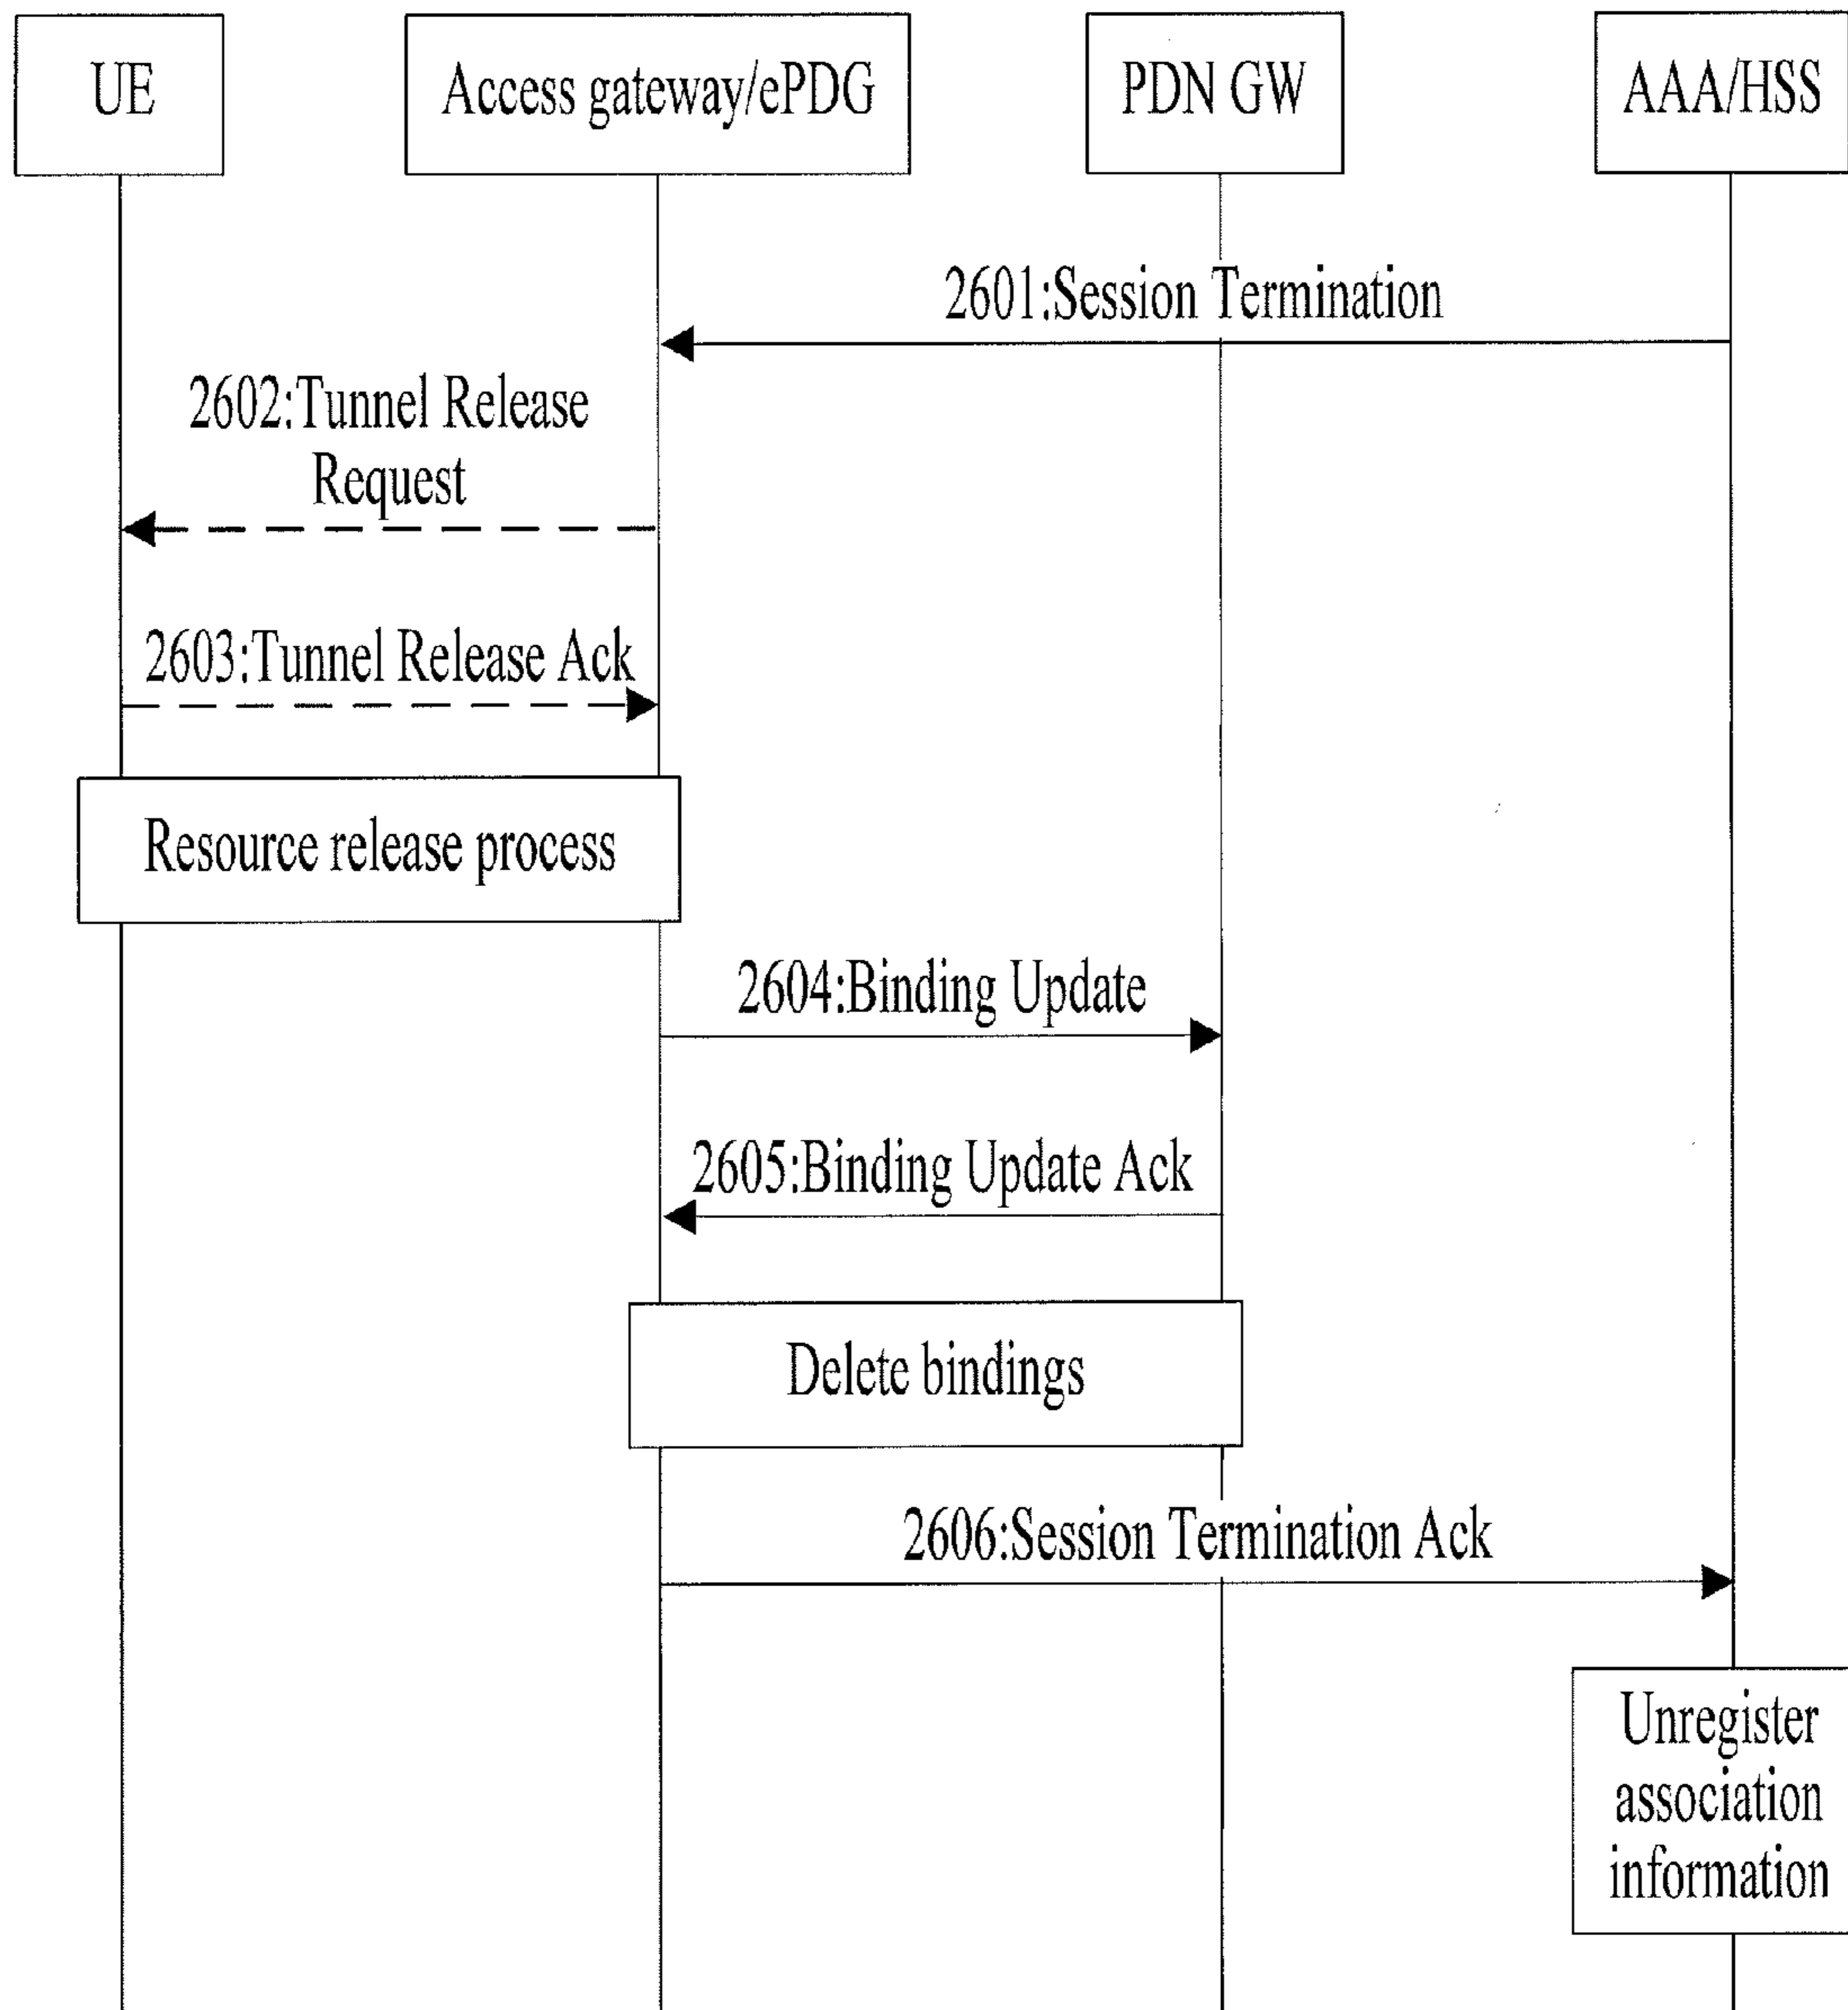 UE
Access gateway/ePDG
PDN GW
AAA/HSS
2601:Session Termination
2602:Tunnel Release
Request
2603:Tunnel Release Ack
Resource release process
2604:Binding Update
2605:Binding Update Ack
Delete bindings
2606:Session Termination Ack
Unregister
association
information